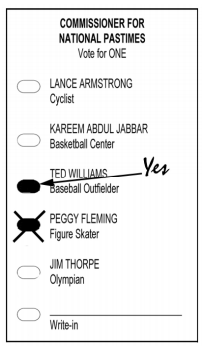 COMMISSIONER FOR
NATIONAL PASTIMES
Vote for ONE
LANCE ARMSTRONG
Cyclist
KAREEM ABDUL JABBAR
Basketball Center
TED WILLIAMS
Yes
Baseball Outfielder
PEGGY FLEMING
Figure Skater
JIM THORPE
Olympian
Write-in